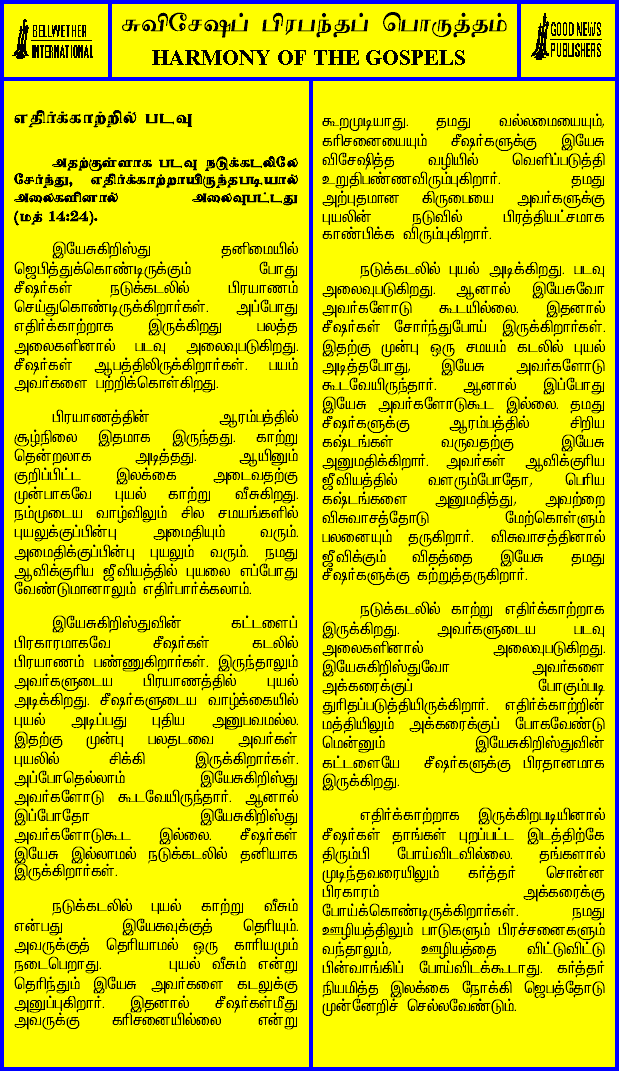 BELLWETHER
INTERNATIONAL
சுவிசேஷப் பிரபந்தப் பொருத்தம்
HARMONY OF THE GOSPELS
GOOD NEWS
PUBLISHERS
எதிர்க்காற்றில் படவு
அதற்குள்ளாக படவு நடுக்கடலிலே
சேர்ந்து, எதிர்க்காற்றாயிருந்தபடியால்
அலைகளினால் அலைவுபட்டது
(மத் 14:24).
இயேசுகிறிஸ்து தனிமையில்
ஜெபித்துக்கொண்டிருக்கும் போது
சீஷர்கள் நடுக்கடலில் பிரயாணம்
செய்துகொண்டிருக்கிறார்கள். அப்போது
எதிர்க்காற்றாக இருக்கிறது பலத்த
அலைகளினால் படவு அலைவுபடுகிறது.
சீஷர்கள் ஆபத்திலிருக்கிறார்கள். பயம்
அவர்களை பற்றிக்கொள்கிறது.
பிரயாணத்தின் ஆரம்பத்தில்
சூழ்நிலை இதமாக இருந்தது. காற்று
தென்றலாக அடித்தது. ஆயினும்
குறிப்பிட்ட இலக்கை அடைவதற்கு
முன்பாகவே புயல் காற்று வீசுகிறது.
நம்முடைய வாழ்விலும் சில சமயங்களில்
புயலுக்குப்பின்பு அமைதியும் வரும்.
அமைதிக்குப்பின்பு புயலும் வரும். நமது
ஆவிக்குரிய ஜீவியத்தில் புயலை எப்போது
வேண்டுமானாலும் எதிர்பார்க்கலாம்.
இயேசுகிறிஸ்துவின் கட்டளைப்
பிரகாரமாகவே சீஷர்கள் கடலில்
பிரயாணம் பண்ணுகிறார்கள். இருந்தாலும்
அவர்களுடைய பிரயாணத்தில் புயல்
அடிக்கிறது. சீஷர்களுடைய வாழ்க்கையில்
புயல் அடிப்பது புதிய அனுபவமல்ல.
இதற்கு முன்பு பலதடவை அவர்கள்
புயலில் சிக்கி இருக்கிறார்கள்.
அப்போதெல்லாம் இயேசுகிறிஸ்து
அவர்களோடு கூடவேயிருந்தார். ஆனால்
இப்போதோ இயேசுகிறிஸ்து
அவர்களோடுகூட இல்லை. சீஷர்கள்
இயேசு இல்லாமல் நடுக்கடலில் தனியாக
இருக்கிறார்கள்.
நடுக்கடலில் புயல் காற்று வீசும்
என்பது இயேசுவுக்குத் தெரியும்.
அவருக்குத் தெரியாமல் ஒரு காரியமும்
நடைபெறாது. புயல் வீசும் என்று
தெரிந்தும் இயேசு அவர்களை கடலுக்கு
அனுப்புகிறார். இதனால் சீஷர்கள்மீது
அவருக்கு கரிசனையில்லை என்று
கூறமுடியாது. தமது வல்லமையையும்,
கரிசனையையும் சீஷர்களுக்கு இயேசு
விசேஷித்த வழியில் வெளிப்படுத்தி
உறுதிபண்ணவிரும்புகிறார். தமது
அற்புதமான கிருபையை அவர்களுக்கு
புயலின் நடுவில் பிரத்தியட்சமாக
காண்பிக்க விரும்புகிறார்.
நடுக்கடலில் புயல் அடிக்கிறது. படவு
அலைவுபடுகிறது. ஆனால் இயேசுவோ
அவர்களோடு கூடயில்லை. இதனால்
சீஷர்கள் சோர்ந்துபோய் இருக்கிறார்கள்.
இதற்கு முன்பு ஒரு சமயம் கடலில் புயல்
அடித்தபோது, இயேசு அவர்களோடு
கூடவேயிருந்தார். ஆனால் இப்போது
இயேசு அவர்களோடுகூட இல்லை. தமது
சீஷர்களுக்கு ஆரம்பத்தில் சிறிய
கஷ்டங்கள் வருவதற்கு இயேசு
அனுமதிக்கிறார். அவர்கள் ஆவிக்குரிய
ஜீவியத்தில் வளரும்போதோ, பெரிய
கஷ்டங்களை அனுமதித்து, அவற்றை
விசுவாசத்தோடு மேற்கொள்ளும்
பலனையும் தருகிறார். விசுவாசத்தினால்
ஜீவிக்கும் விதத்தை இயேசு தமது
சீஷர்களுக்கு கற்றுத்தருகிறார்.
நடுக்கடலில் காற்று எதிர்க்காற்றாக
இருக்கிறது. அவர்களுடைய படவு
அலைகளினால் அலைவுபடுகிறது.
இயேசுகிறிஸ்துவோ அவர்களை
அக்கரைக்குப் போகும்படி
துரிதப்படுத்தியிருக்கிறார். எதிர்க்காற்றின்
மத்தியிலும் அக்கரைக்குப் போகவேண்டு
மென்னும் இயேசுகிறிஸ்துவின்
கட்டளையே சீஷர்களுக்கு பிரதானமாக
இருக்கிறது.
எதிர்க்காற்றாக இருக்கிறபடியினால்
சீஷர்கள் தாங்கள் புறப்பட்ட இடத்திற்கே
திரும்பி போய்விடவில்லை. தங்களால்
முடிந்தவரையிலும் கர்த்தர் சொன்ன
பிரகாரம் அக்கரைக்கு
போய்க்கொண்டிருக்கிறார்கள். நமது
ஊழியத்திலும் பாடுகளும் பிரச்சனைகளும்
வந்தாலும், ஊழியத்தை விட்டுவிட்டு
பின்வாங்கிப் போய்விடக்கூடாது. கர்த்தர்
நியமித்த இலக்கை நோக்கி ஜெபத்தோடு
முன்னேறிச் செல்லவேண்டும்.